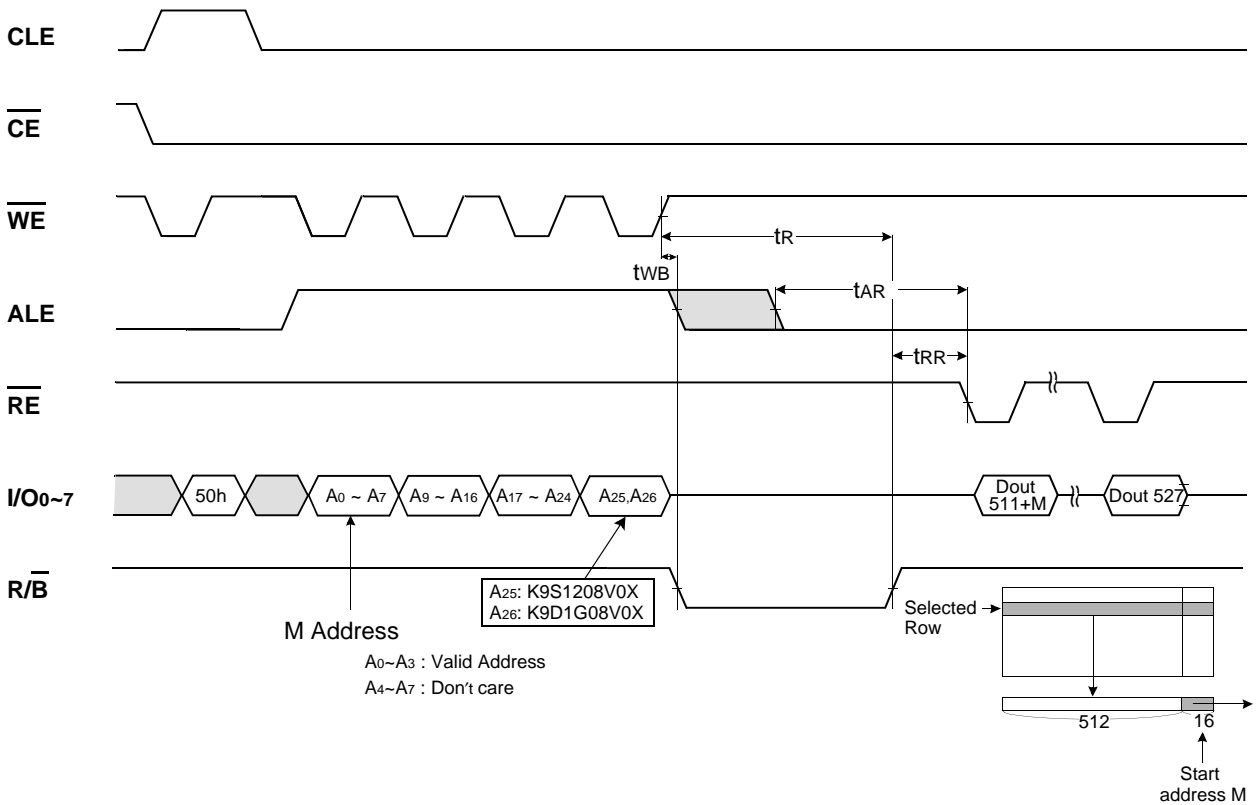 CLE
CE
WE
tR
tWB
ALE
tAR
tRR
RE
I/O0~7
50h
A0 ~ A7
A9 ~ A16
A17 ~ A24
A25,A26
Dout
511+M
Dout 527
R/B
A25: K9S1208V0X
A26: K9D1G08V0X
M Address
A0~A3 : Valid Address
A4~A7 : Don't care
Selected
Row
512
16
Start
address M